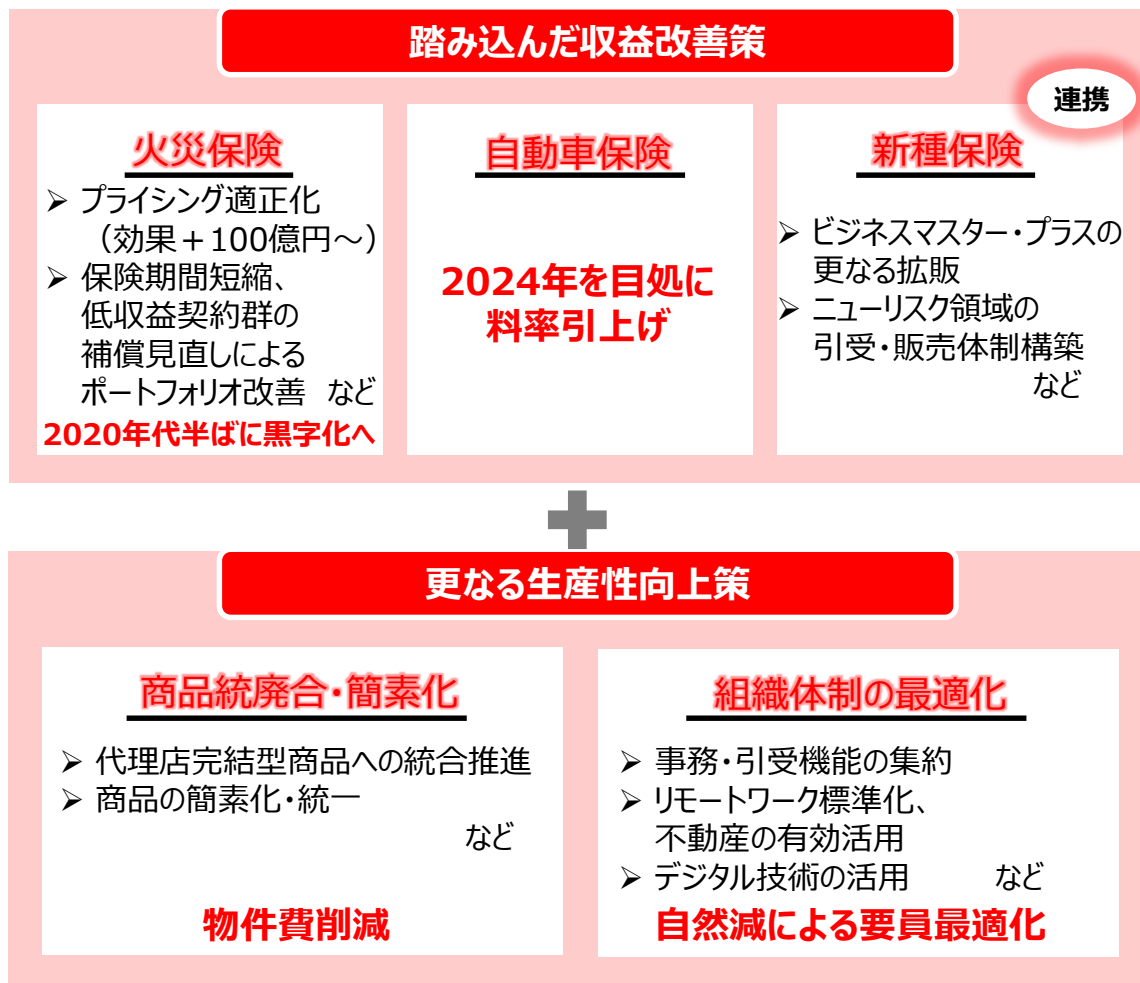 踏み込んだ収益改善策
連携
火災保険
➢ プライシング適正化
（効果＋100億円～）
➢ 保険期間短縮、
低収益契約群の
補償見直しによる
ポートフォリオ改善　など
2020年代半ばに黒字化へ
自動車保険
2024年を目処に
料率引上げ
新種保険
➢ ビジネスマスター・プラスの
更なる拡販
➢ ニューリスク領域の
引受・販売体制構築
など
更なる生産性向上策
商品統廃合・簡素化
➢ 代理店完結型商品への統合推進
➢ 商品の簡素化・統一
など
物件費削減
組織体制の最適化
➢ 事務・引受機能の集約
➢ リモートワーク標準化、
不動産の有効活用
➢ デジタル技術の活用　　など
自然減による要員最適化